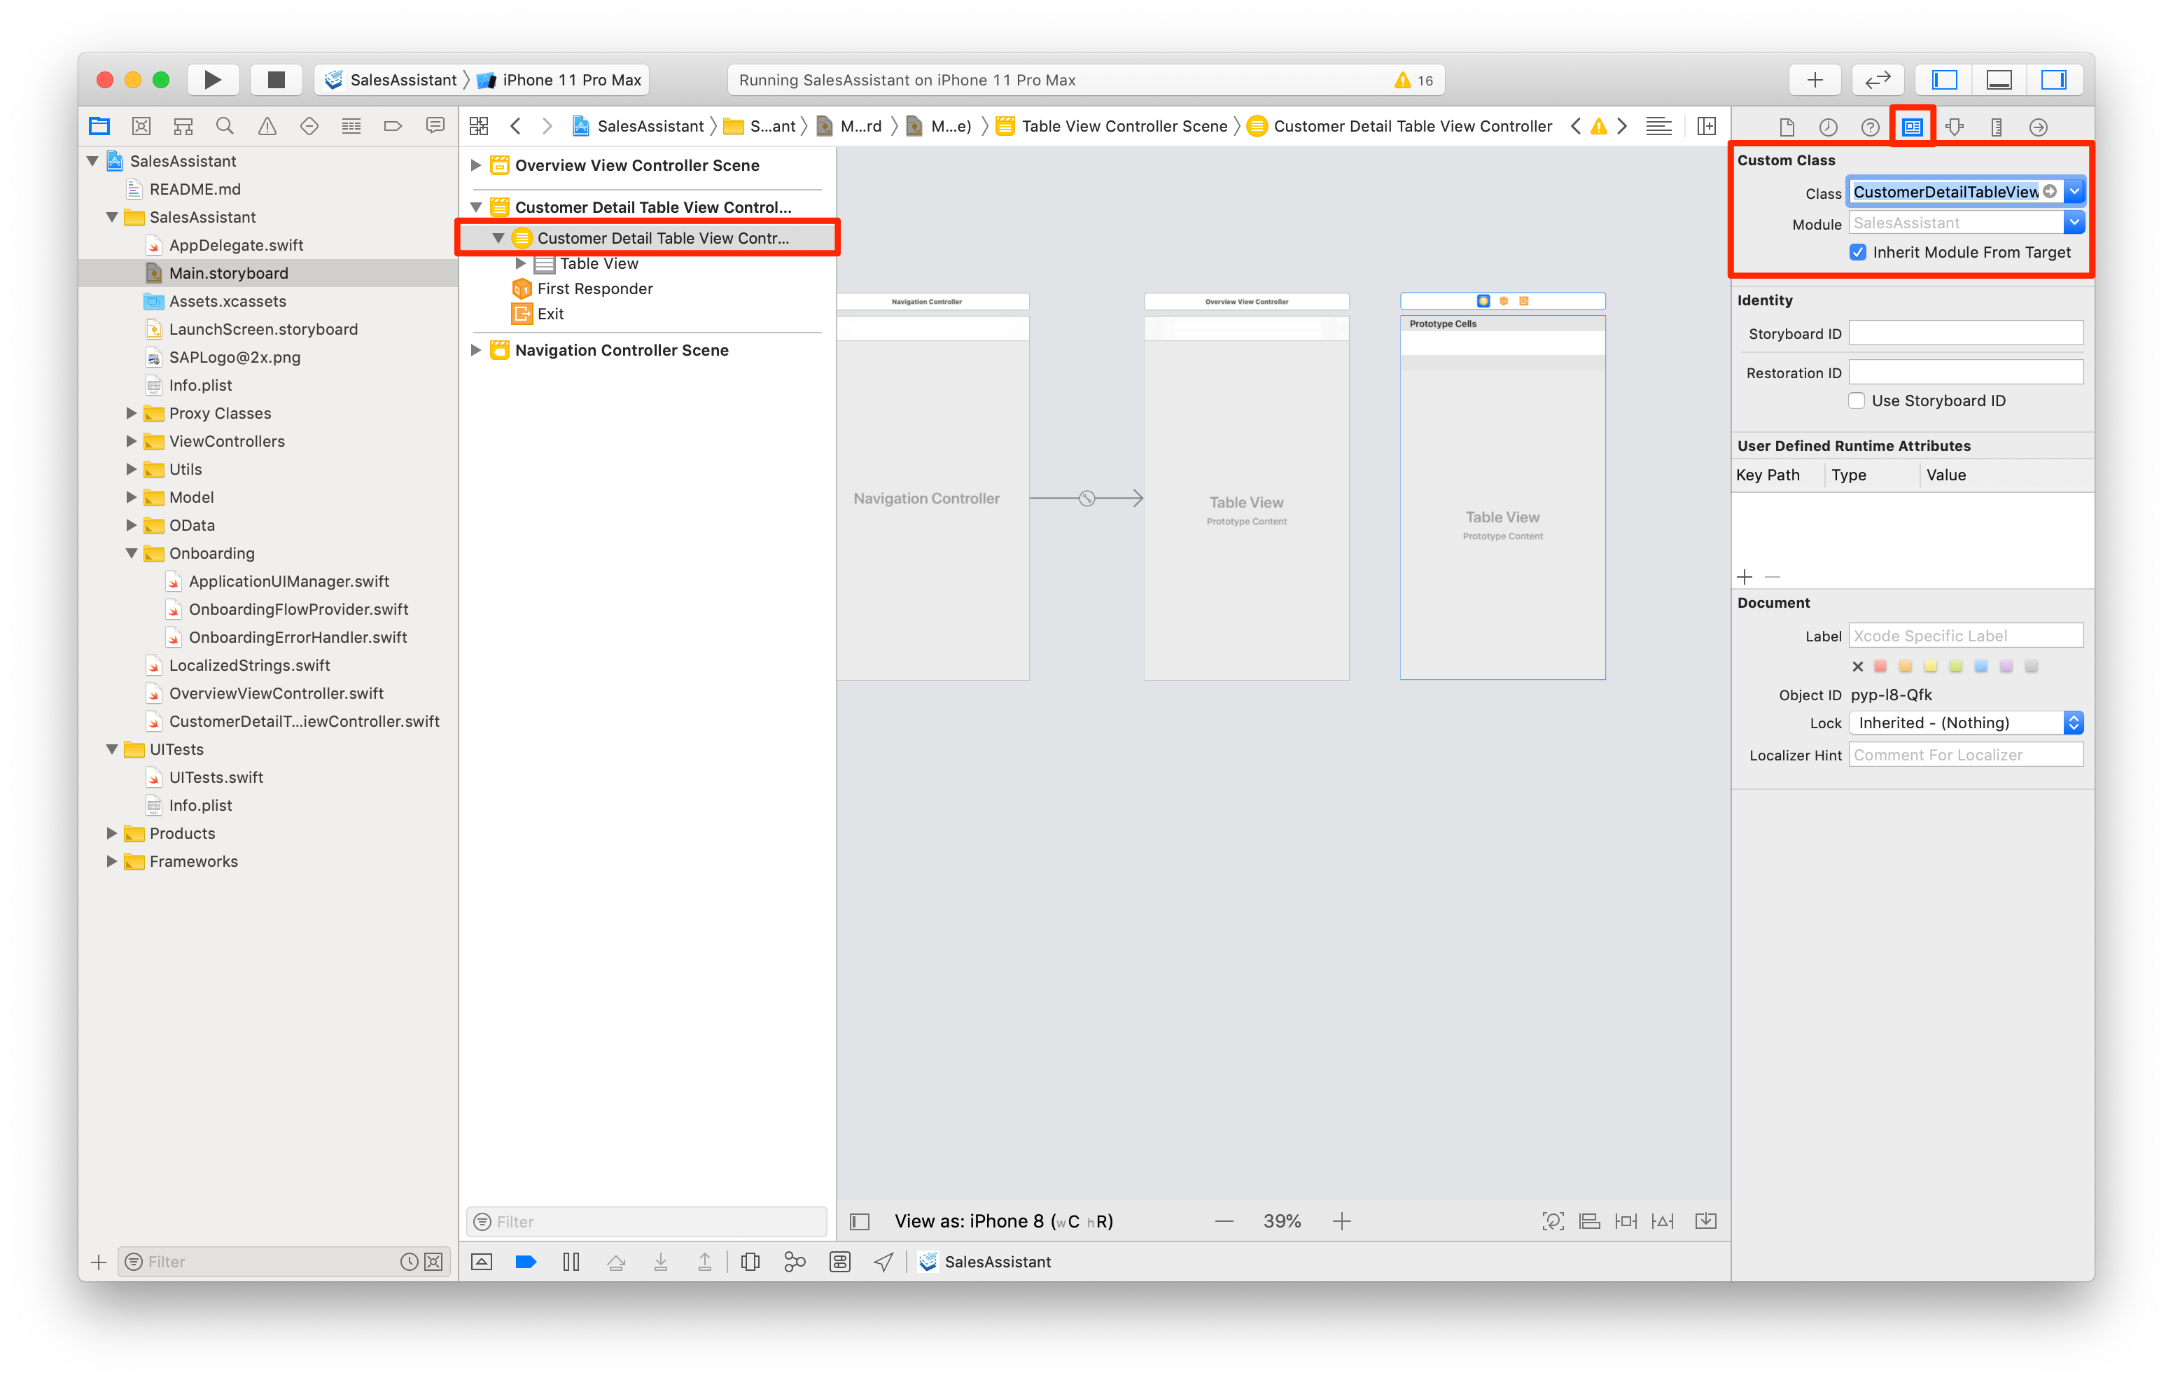 SalesAssistant
iPhone 11 Pro Max
Running SalesAssistant on iPhone 11 Pro Max
16
SalesAssistant
S...ant
M...rd
M...e)
Table View Controller Scene
Customer Detail Table View Controller
SalesAssistant
README.md
SalesAssistant
AppDelegate.swift
Main.storyboard
Assets.xcassets
LaunchScreen.storyboard
SAPLogo@2x.png
Info.plist
Proxy Classes
ViewControllers
Utils
Model
OData
Onboarding
ApplicationUIManager.swift
OnboardingFlowProvider.swift
OnboardingErrorHandler.swift
LocalizedStrings.swift
OverviewViewController.swift
CustomerDetailT...iewController.swift
UITests
UITests.swift
Info.plist
Products
Frameworks
Filter
Overview View Controller Scene
Customer Detail Table View Control...
Customer Detail Table View Contr...
Table View
First Responder
Exit
Navigation Controller Scene
Filter
Navigation Controller
Navigation Controller
Overview View Controller
Table View
Prototype Content
Prototype Cells
Table View
Prototype Content
View as: iPhone 8 (wC hR)
39%
SalesAssistant
Custom Class
Class CustomerDetailTableView
Module SalesAssistant
Inherit Module From Target
Identity
Storyboard ID
Restoration ID
Use Storyboard ID
User Defined Runtime Attributes
Key Path Type Value
Document
Label Xcode Specific Label
Object ID pyp-l8-Qfk
Lock Inherited - (Nothing)
Localizer Hint Comment For Localizer